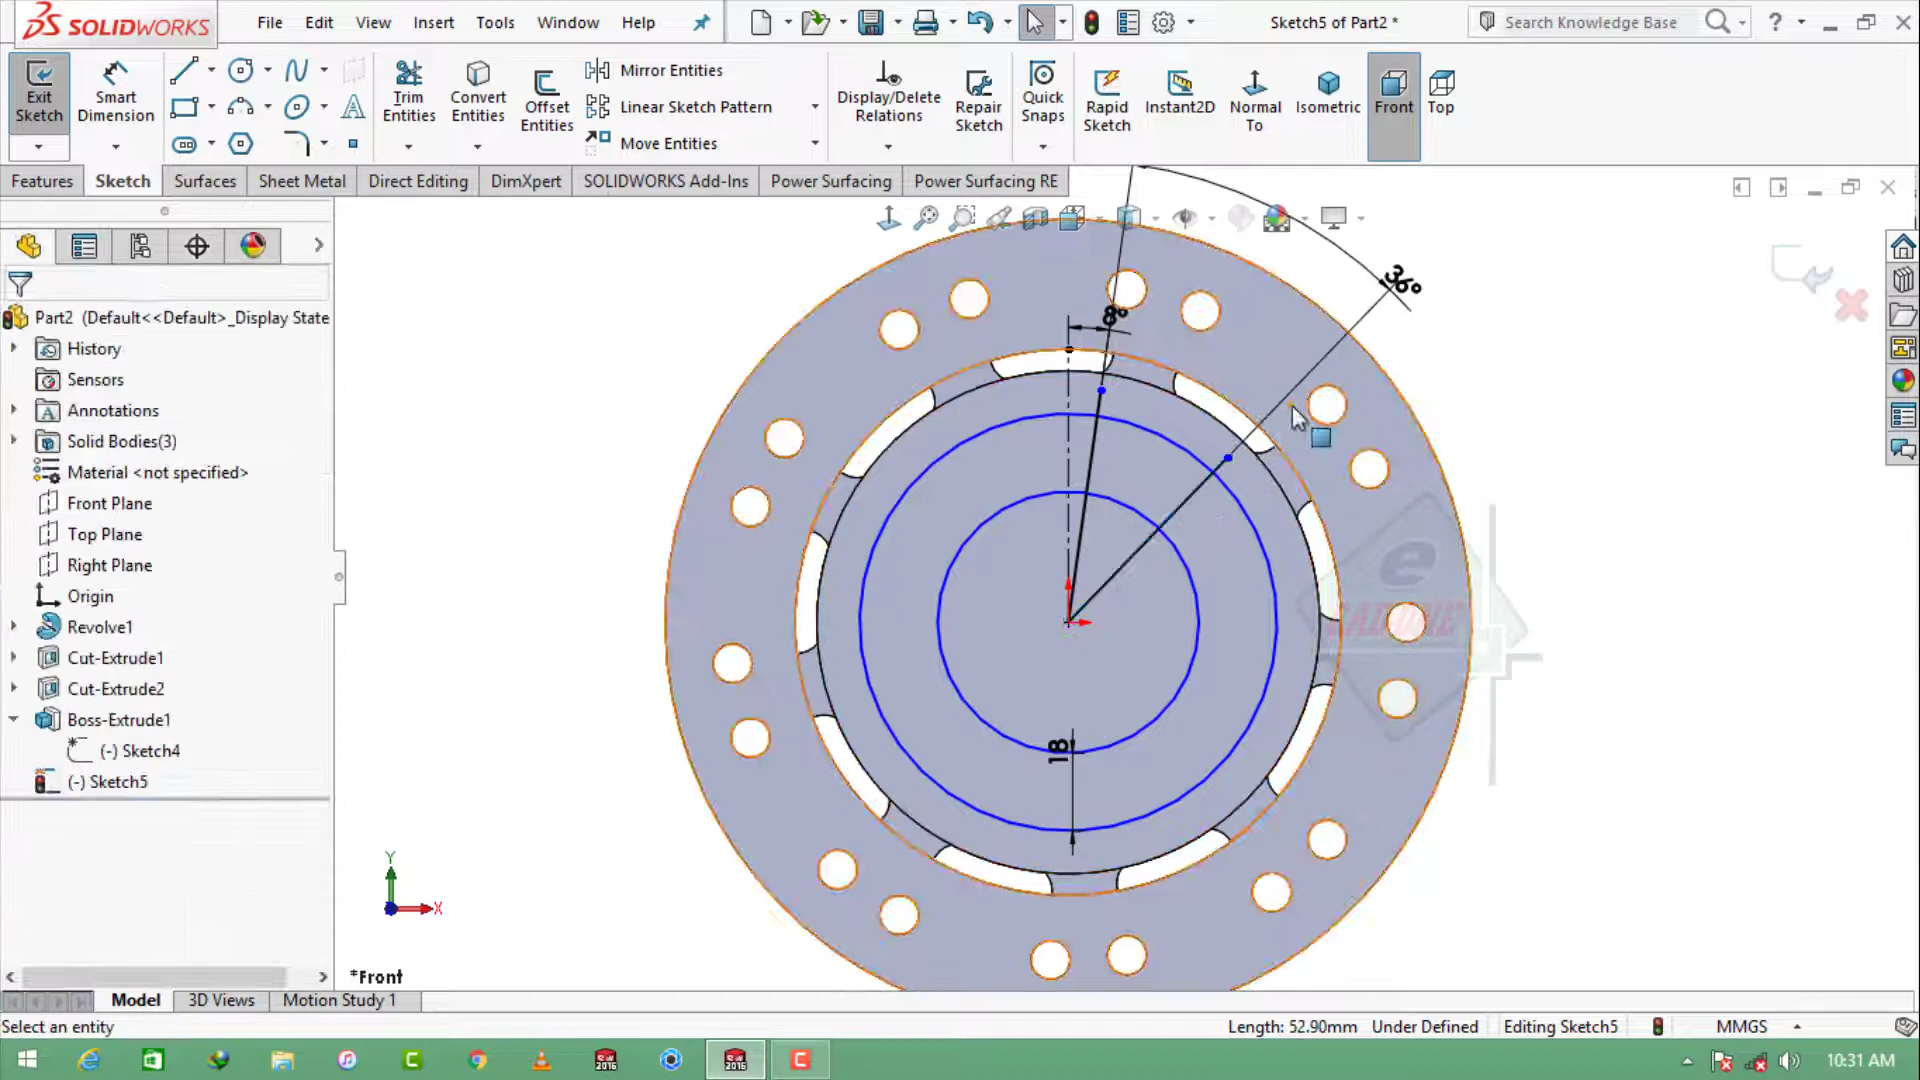 SOLIDWORKS File Edit View Insert Tools Window Help Sketch5 of Part2 * Search Knowledge Base ?
Exit Sketch
Smart Dimension
Trim Entities
Convert Entities
Offset Entities
Mirror Entities
Linear Sketch Pattern
Move Entities
Display/Delete Relations
Repair Sketch
Quick Snaps
Rapid Sketch
Instant2D
Normal To
Isometric
Front
Top
Features Sketch Surfaces Sheet Metal Direct Editing DimXpert SOLIDWORKS Add-Ins Power Surfacing Power Surfacing RE
Part2 (Default<<Default>_Display State
History
Sensors
Annotations
Solid Bodies(3)
Material <not specified>
Front Plane
Top Plane
Right Plane
Origin
Revolve1
Cut-Extrude1
Cut-Extrude2
Boss-Extrude1
(-) Sketch4
(-) Sketch5
36°
8°
18
Y
X
*Front
Model 3D Views Motion Study 1
Select an entity Length: 52.90mm Under Defined Editing Sketch5 MMGS
10:31 AM